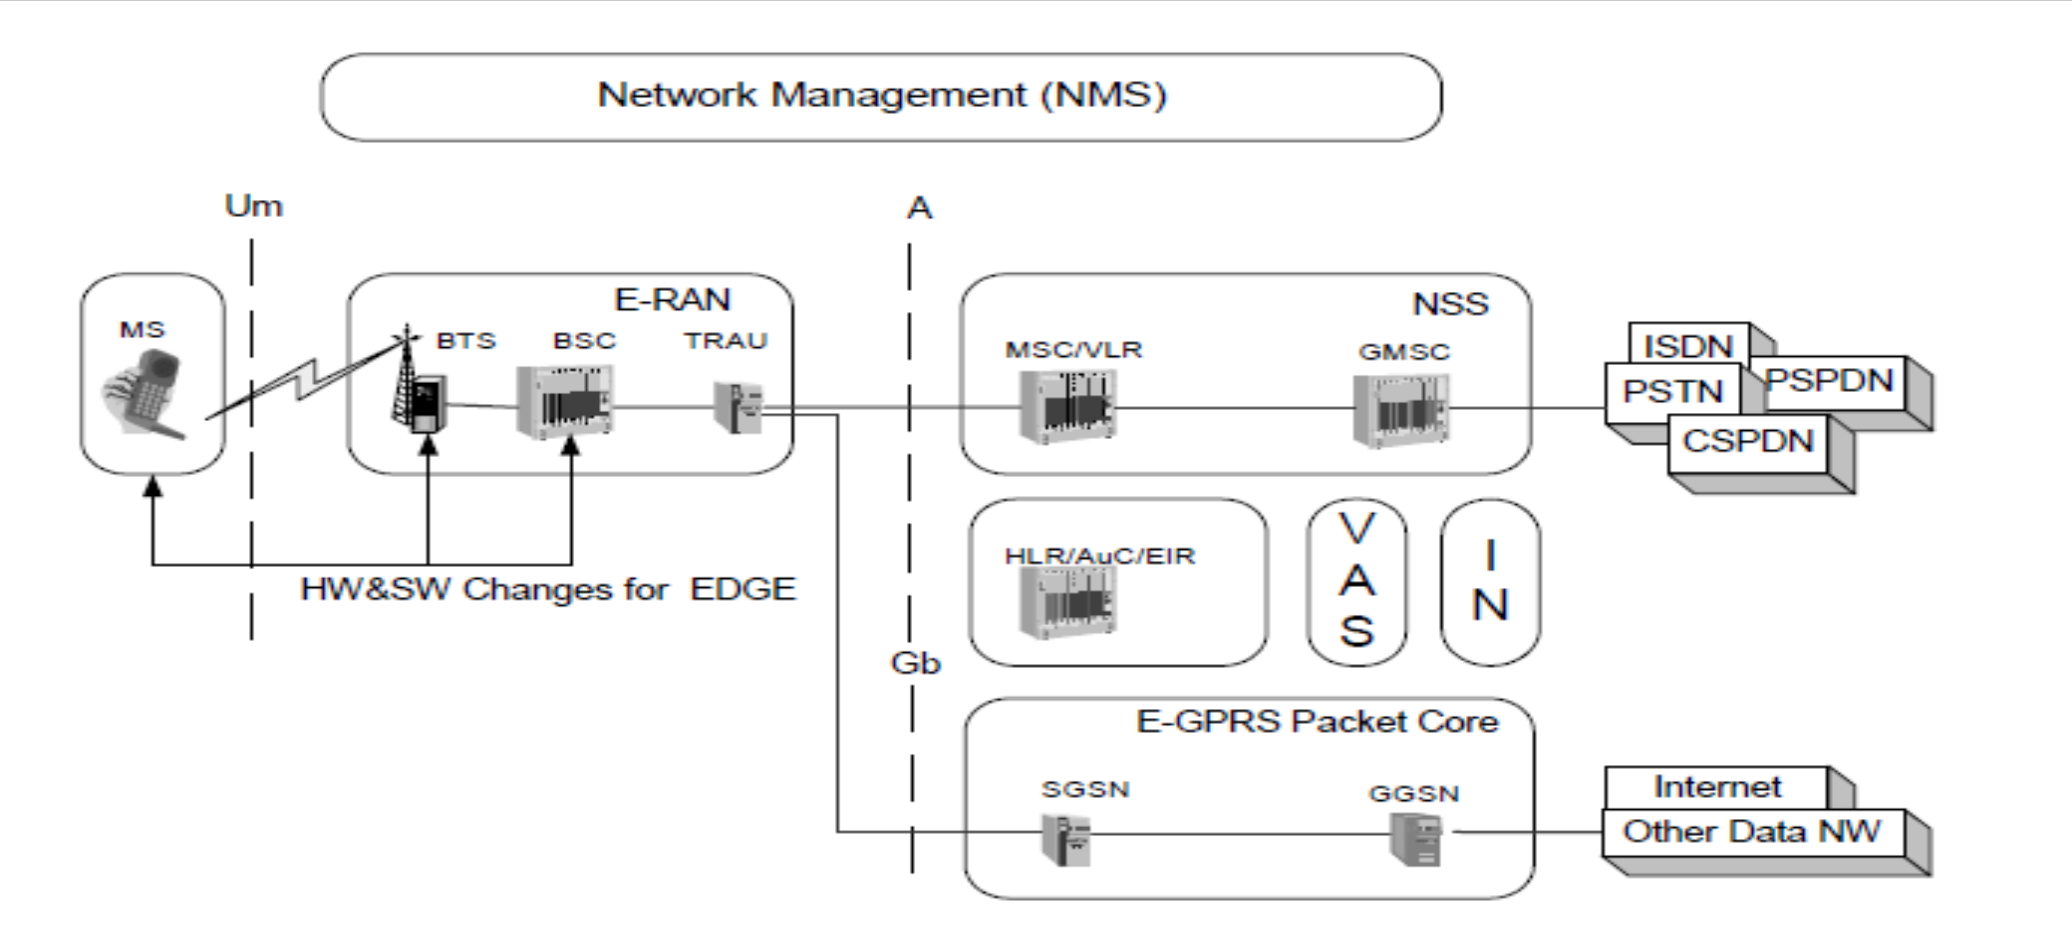 Network Management (NMS)
Um
A
MS
E-RAN
BTS
BSC
TRAU
NSS
MSC/VLR
GMSC
ISDN
PSTN
PSPDN
CSPDN
HW&SW Changes for EDGE
HLR/AuC/EIR
V
A
S
I
N
Gb
E-GPRS Packet Core
SGSN
GGSN
Internet
Other Data NW